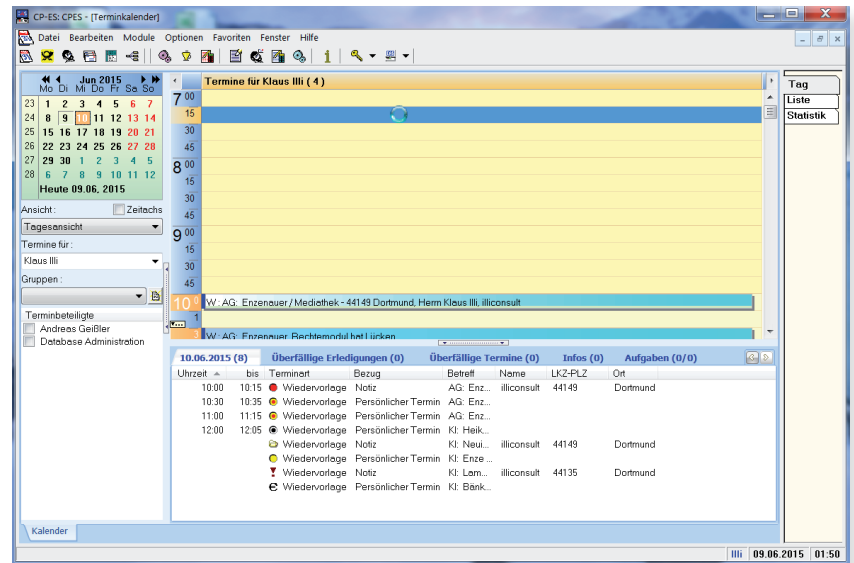 CP-ES: CPES - [Terminkalender]
Datei Bearbeiten Module Optionen Favoriten Fenster Hilfe
Jun 2015
Mo Di Mi Do Fr Sa So
23 1 2 3 4 5 6 7
24 8 9 10 11 12 13 14
25 15 16 17 18 19 20 21
26 22 23 24 25 26 27 28
27 29 30 1 2 3 4 5
28 6 7 8 9 10 11 12
Heute 09.06.2015
Ansicht: Zeitachs
Tagesansicht
Termine für:
Klaus Illi
Gruppen:
Terminbeteiligte
Andreas Geißler
Database Administration
Termine für Klaus Illi ( 4 )
7 00
15
30
45
8 00
15
30
45
9 00
15
30
45
10 0 W: AG: Enzenauer / Mediathek - 44149 Dortmund, Herrn Klaus Illi, illiconsult
1
3 W: AG: Enzenauer, Rechtemodul hat Lücken
Tag
Liste
Statistik
10.06.2015 (8) Überfällige Erledigungen (0) Überfällige Termine (0) Infos (0) Aufgaben (0/0)
Uhrzeit bis Terminart Bezug Betreff Name LKZ-PLZ Ort
10:00 10:15 Wiedervorlage Notiz AG: Enz... illiconsult 44149 Dortmund
10:30 10:35 Wiedervorlage Persönlicher Termin AG: Enz...
11:00 11:15 Wiedervorlage Persönlicher Termin AG: Enz...
12:00 12:05 Wiedervorlage Persönlicher Termin KI: Heik...
Wiedervorlage Notiz KI: Neui... illiconsult 44149 Dortmund
Wiedervorlage Persönlicher Termin KI: Enze ...
Wiedervorlage Notiz KI: Lam... illiconsult 44135 Dortmund
Wiedervorlage Persönlicher Termin KI: Bänk...
Kalender
Illi 09.06.2015 01:50